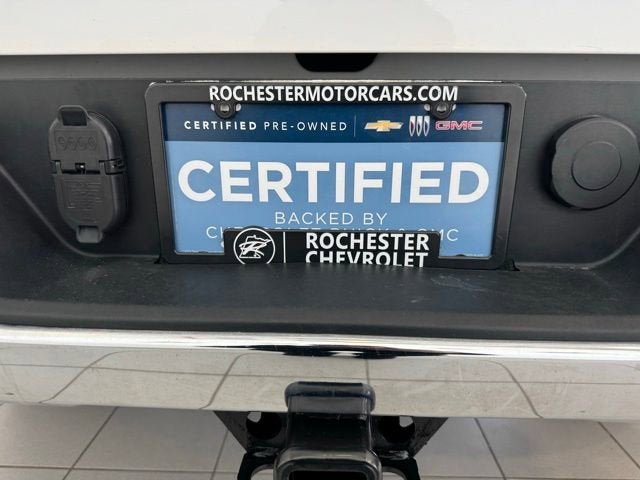 ROCHESTERMOTORCARS.COM
CERTIFIED PRE-OWNED | GMC
CERTIFIED
BACKED BY
ROCHESTER
CHEVROLET